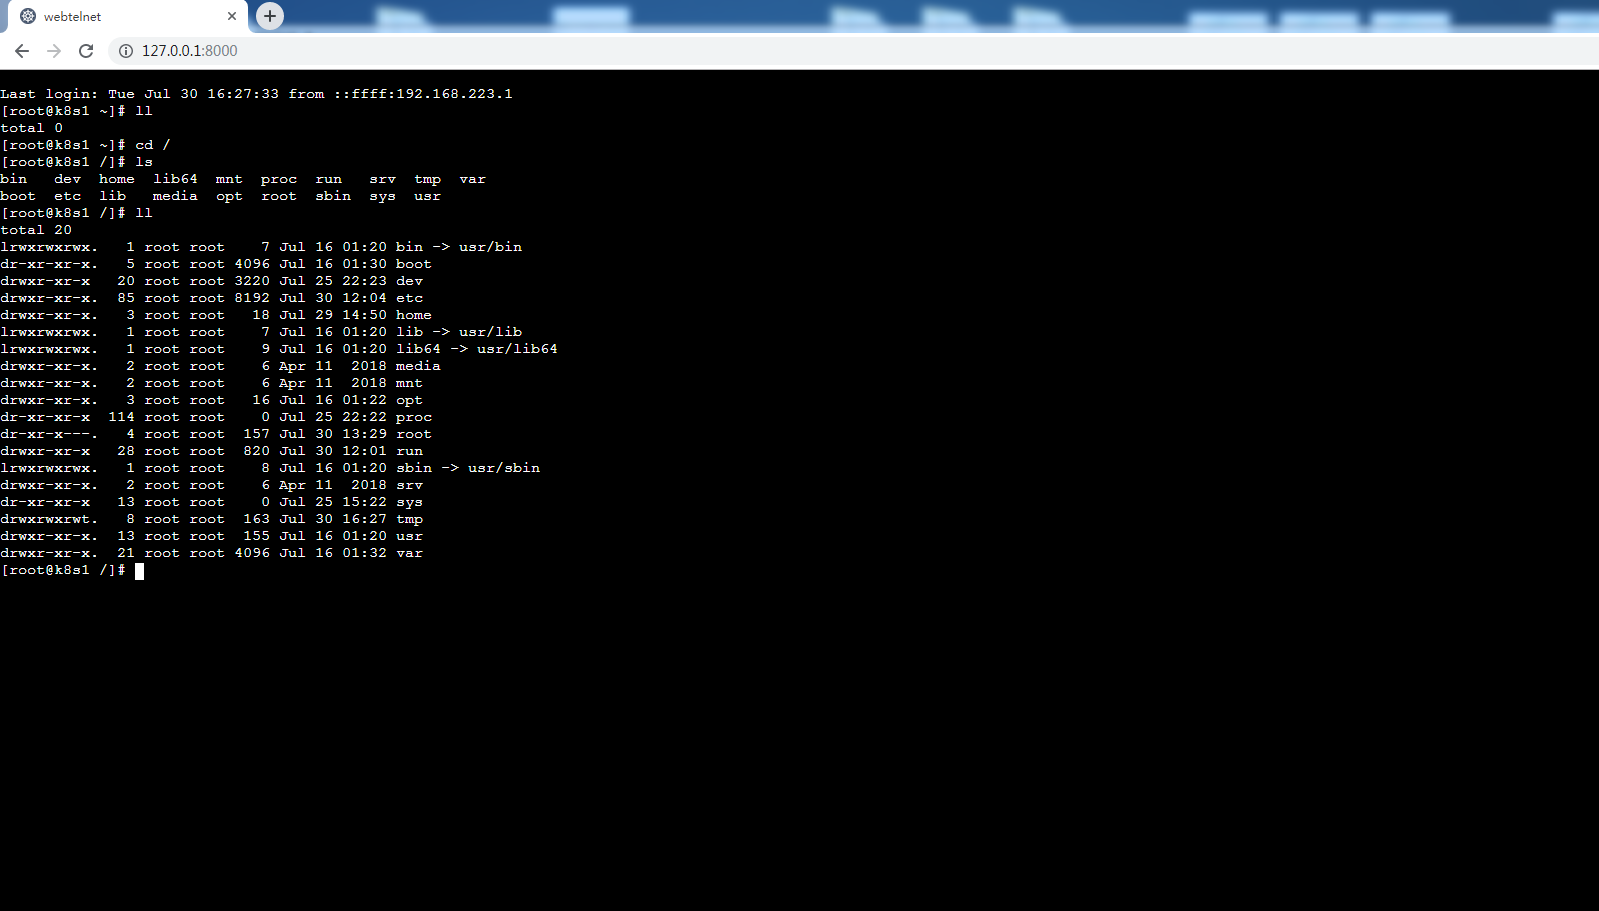 webtelnet
127.0.0.1:8000
Last login: Tue Jul 30 16:27:33 from ::ffff:192.168.223.1
[root@k8s1 ~]# ll
total 0
[root@k8s1 ~]# cd /
[root@k8s1 /]# ls
bin   dev  home  lib64  mnt  proc  run   srv  tmp  var
boot  etc  lib   media  opt  root  sbin  sys  usr
[root@k8s1 /]# ll
total 20
lrwxrwxrwx.   1 root root    7 Jul 16 01:20 bin -> usr/bin
dr-xr-xr-x.   5 root root 4096 Jul 16 01:30 boot
drwxr-xr-x   20 root root 3220 Jul 25 22:23 dev
drwxr-xr-x.  85 root root 8192 Jul 30 12:04 etc
drwxr-xr-x.   3 root root   18 Jul 29 14:50 home
lrwxrwxrwx.   1 root root    7 Jul 16 01:20 lib -> usr/lib
lrwxrwxrwx.   1 root root    9 Jul 16 01:20 lib64 -> usr/lib64
drwxr-xr-x.   2 root root    6 Apr 11  2018 media
drwxr-xr-x.   2 root root    6 Apr 11  2018 mnt
drwxr-xr-x.   3 root root   16 Jul 16 01:22 opt
dr-xr-xr-x  114 root root    0 Jul 25 22:22 proc
dr-xr-x---.   4 root root  157 Jul 30 13:29 root
drwxr-xr-x   28 root root  820 Jul 30 12:01 run
lrwxrwxrwx.   1 root root    8 Jul 16 01:20 sbin -> usr/sbin
drwxr-xr-x.   2 root root    6 Apr 11  2018 srv
dr-xr-xr-x   13 root root    0 Jul 25 15:22 sys
drwxrwxrwt.   8 root root  163 Jul 30 16:27 tmp
drwxr-xr-x.  13 root root  155 Jul 16 01:20 usr
drwxr-xr-x.  21 root root 4096 Jul 16 01:32 var
[root@k8s1 /]#